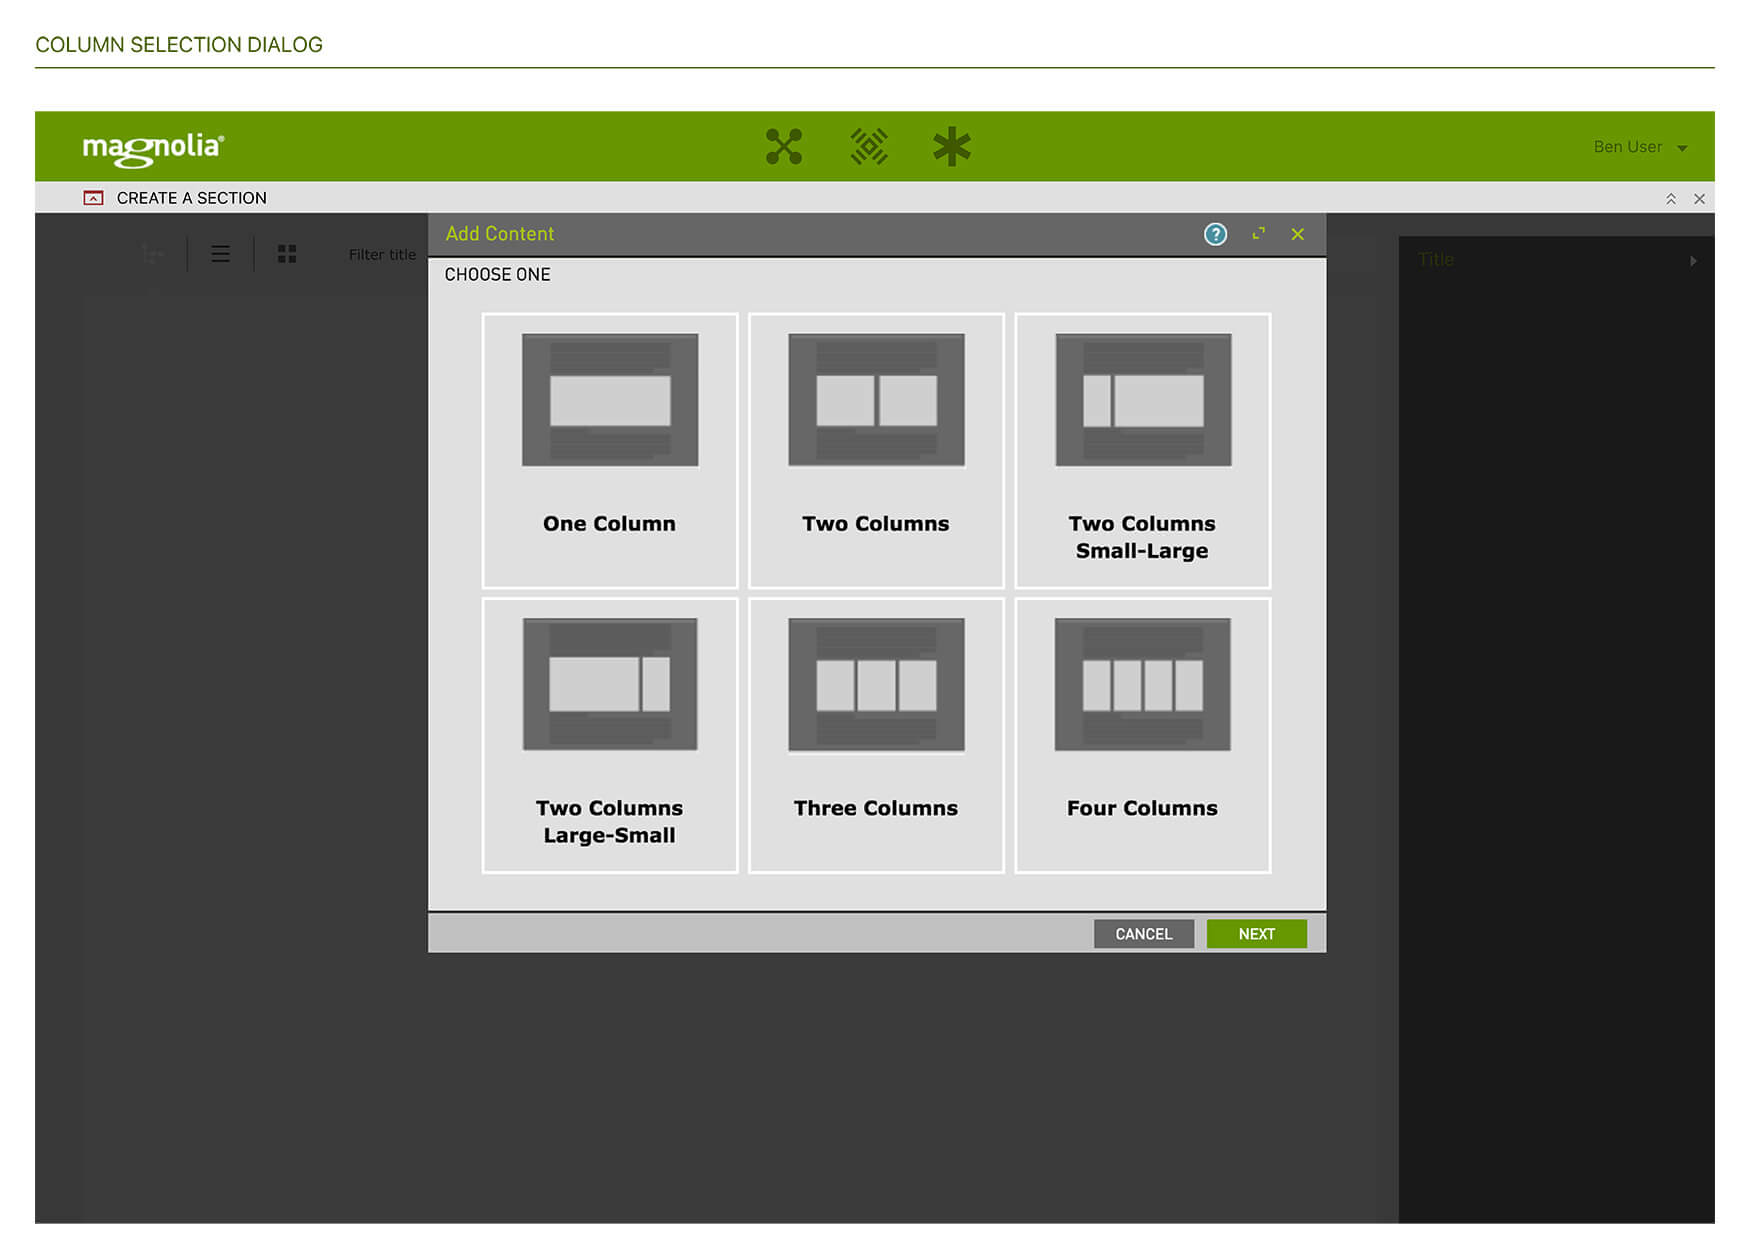 COLUMN SELECTION DIALOG
magnolia®
Ben User
CREATE A SECTION
Filter title
Add Content
?
Title
CHOOSE ONE
One Column
Two Columns
Two Columns
Small-Large
Two Columns
Large-Small
Three Columns
Four Columns
CANCEL
NEXT